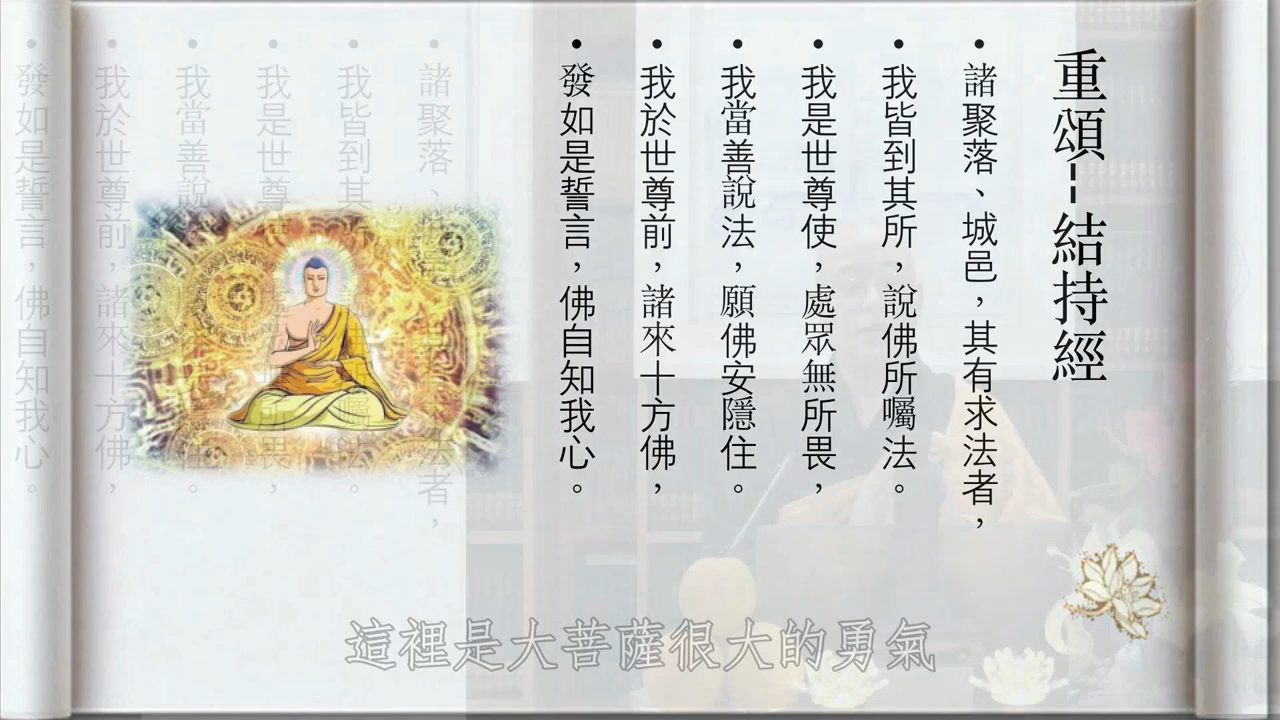 重頌--結持經
• 諸聚落、城邑，其有求法者，
• 我皆到其所，說佛所囑法。
• 我是世尊使，處眾無所畏，
• 我當善說法，願佛安隱住。
• 我於世尊前，諸來十方佛，
• 發如是誓言，佛自知我心。
這裡是大菩薩很大的勇氣